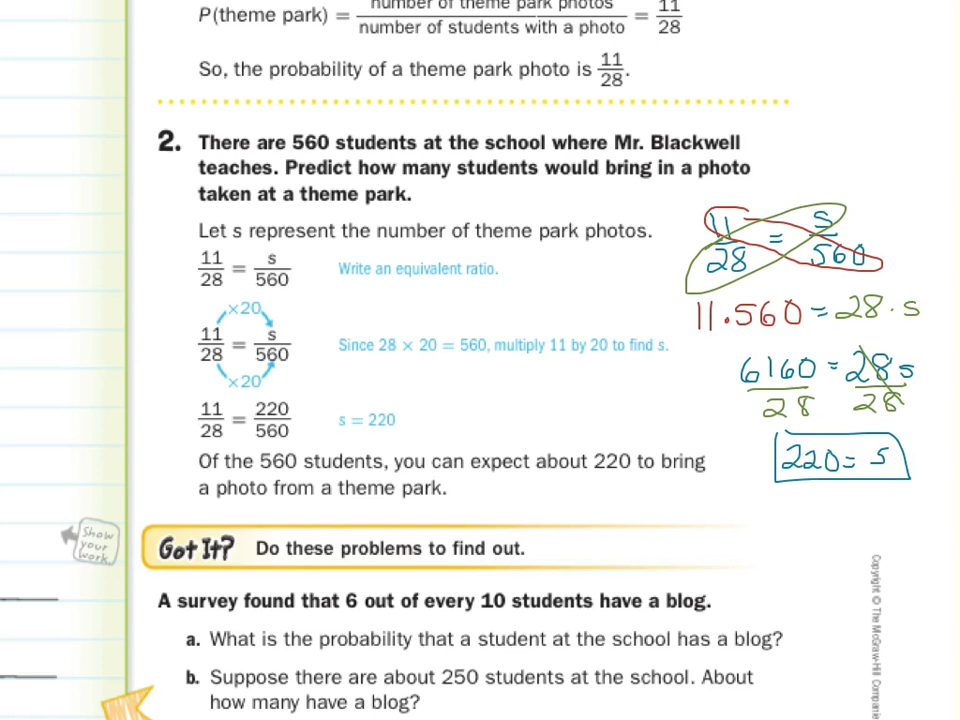 number of theme park photos 11
P(theme park) = ――― = ―
number of students with a photo 28
So, the probability of a theme park photo is 11/28.
2. There are 560 students at the school where Mr. Blackwell
teaches. Predict how many students would bring in a photo
taken at a theme park.
Let s represent the number of theme park photos.
11/28 = s/560 Write an equivalent ratio.
×20
11/28 = s/560 Since 28 × 20 = 560, multiply 11 by 20 to find s.
×20
11/28 = 220/560 s = 220
Of the 560 students, you can expect about 220 to bring
a photo from a theme park.
11/28 = s/560
11.560 = 28 · s
6160/28 = 28s/28
220 = s
Show
your
work.
Got It? Do these problems to find out.
A survey found that 6 out of every 10 students have a blog.
a. What is the probability that a student at the school has a blog?
b. Suppose there are about 250 students at the school. About
how many have a blog?
Copyright © The McGraw-Hill Companie